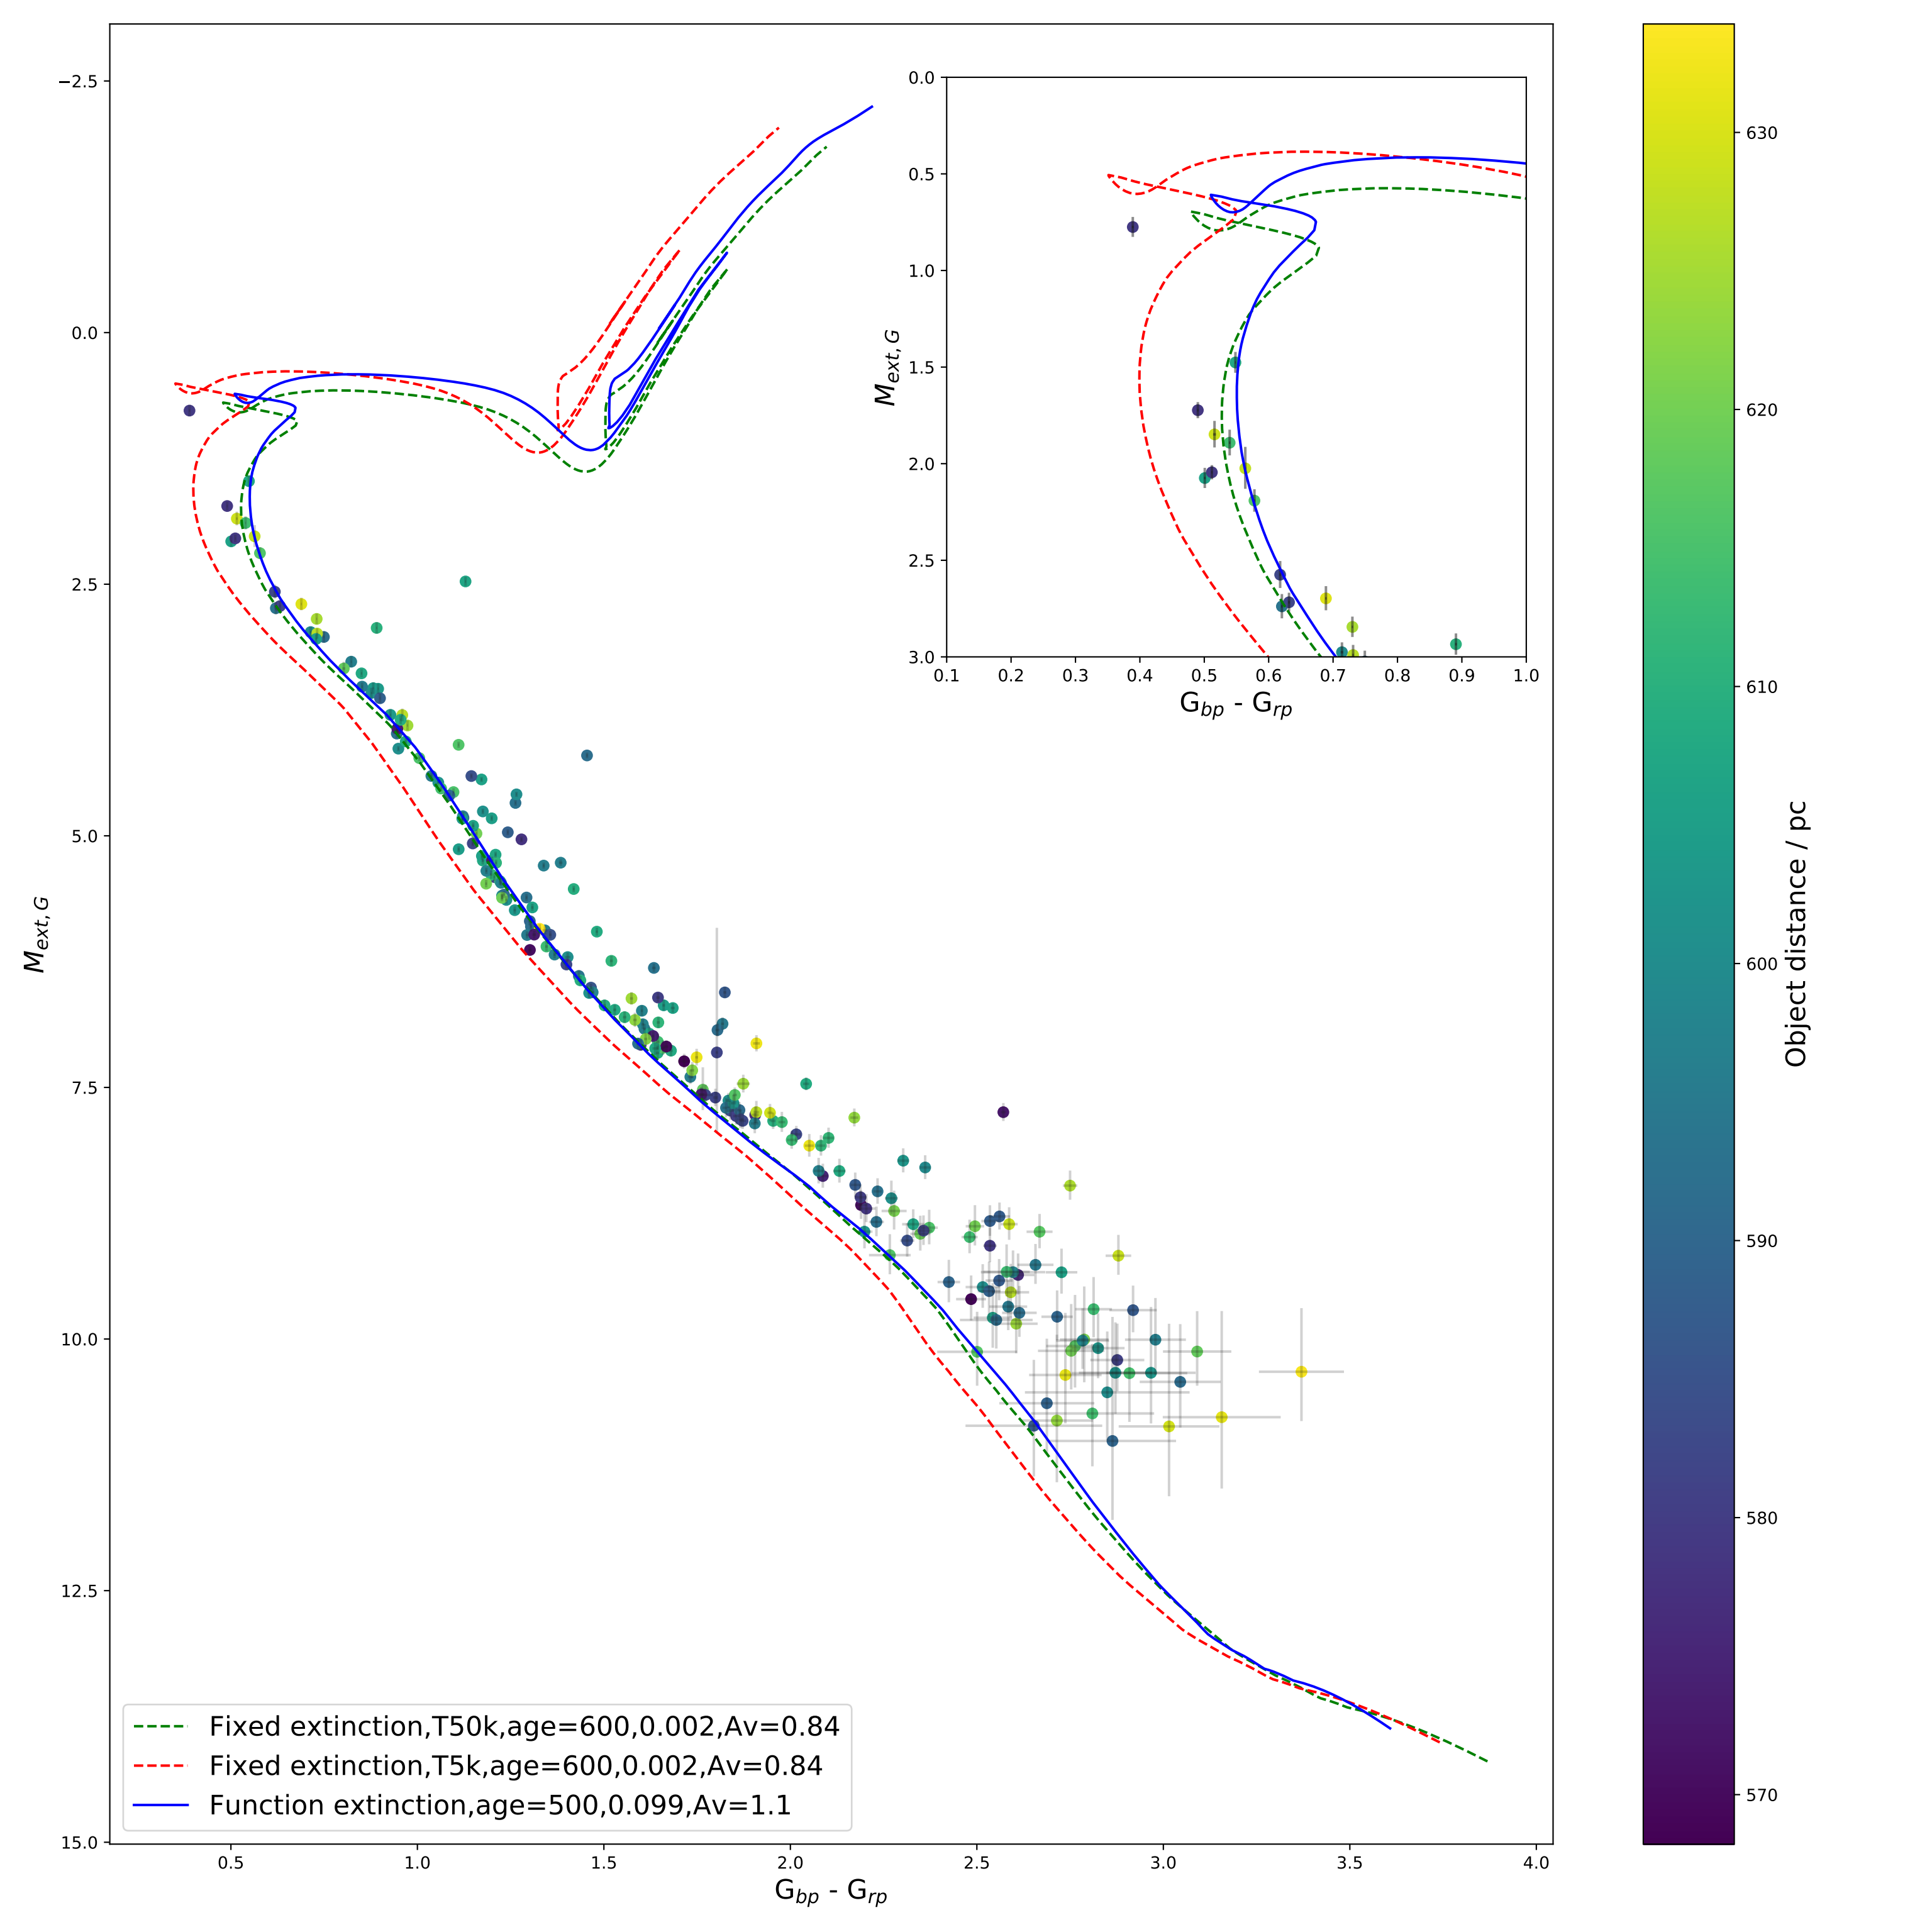 −2.5
0.0
2.5
5.0
7.5
10.0
12.5
15.0
M_ext, G
0.5 1.0 1.5 2.0 2.5 3.0 3.5 4.0
G_bp - G_rp
0.0
0.5
1.0
1.5
2.0
2.5
3.0
M_ext, G
0.1 0.2 0.3 0.4 0.5 0.6 0.7 0.8 0.9 1.0
G_bp - G_rp
Fixed extinction,T50k,age=600,0.002,Av=0.84
Fixed extinction,T5k,age=600,0.002,Av=0.84
Function extinction,age=500,0.099,Av=1.1
630
620
610
600
590
580
570
Object distance / pc